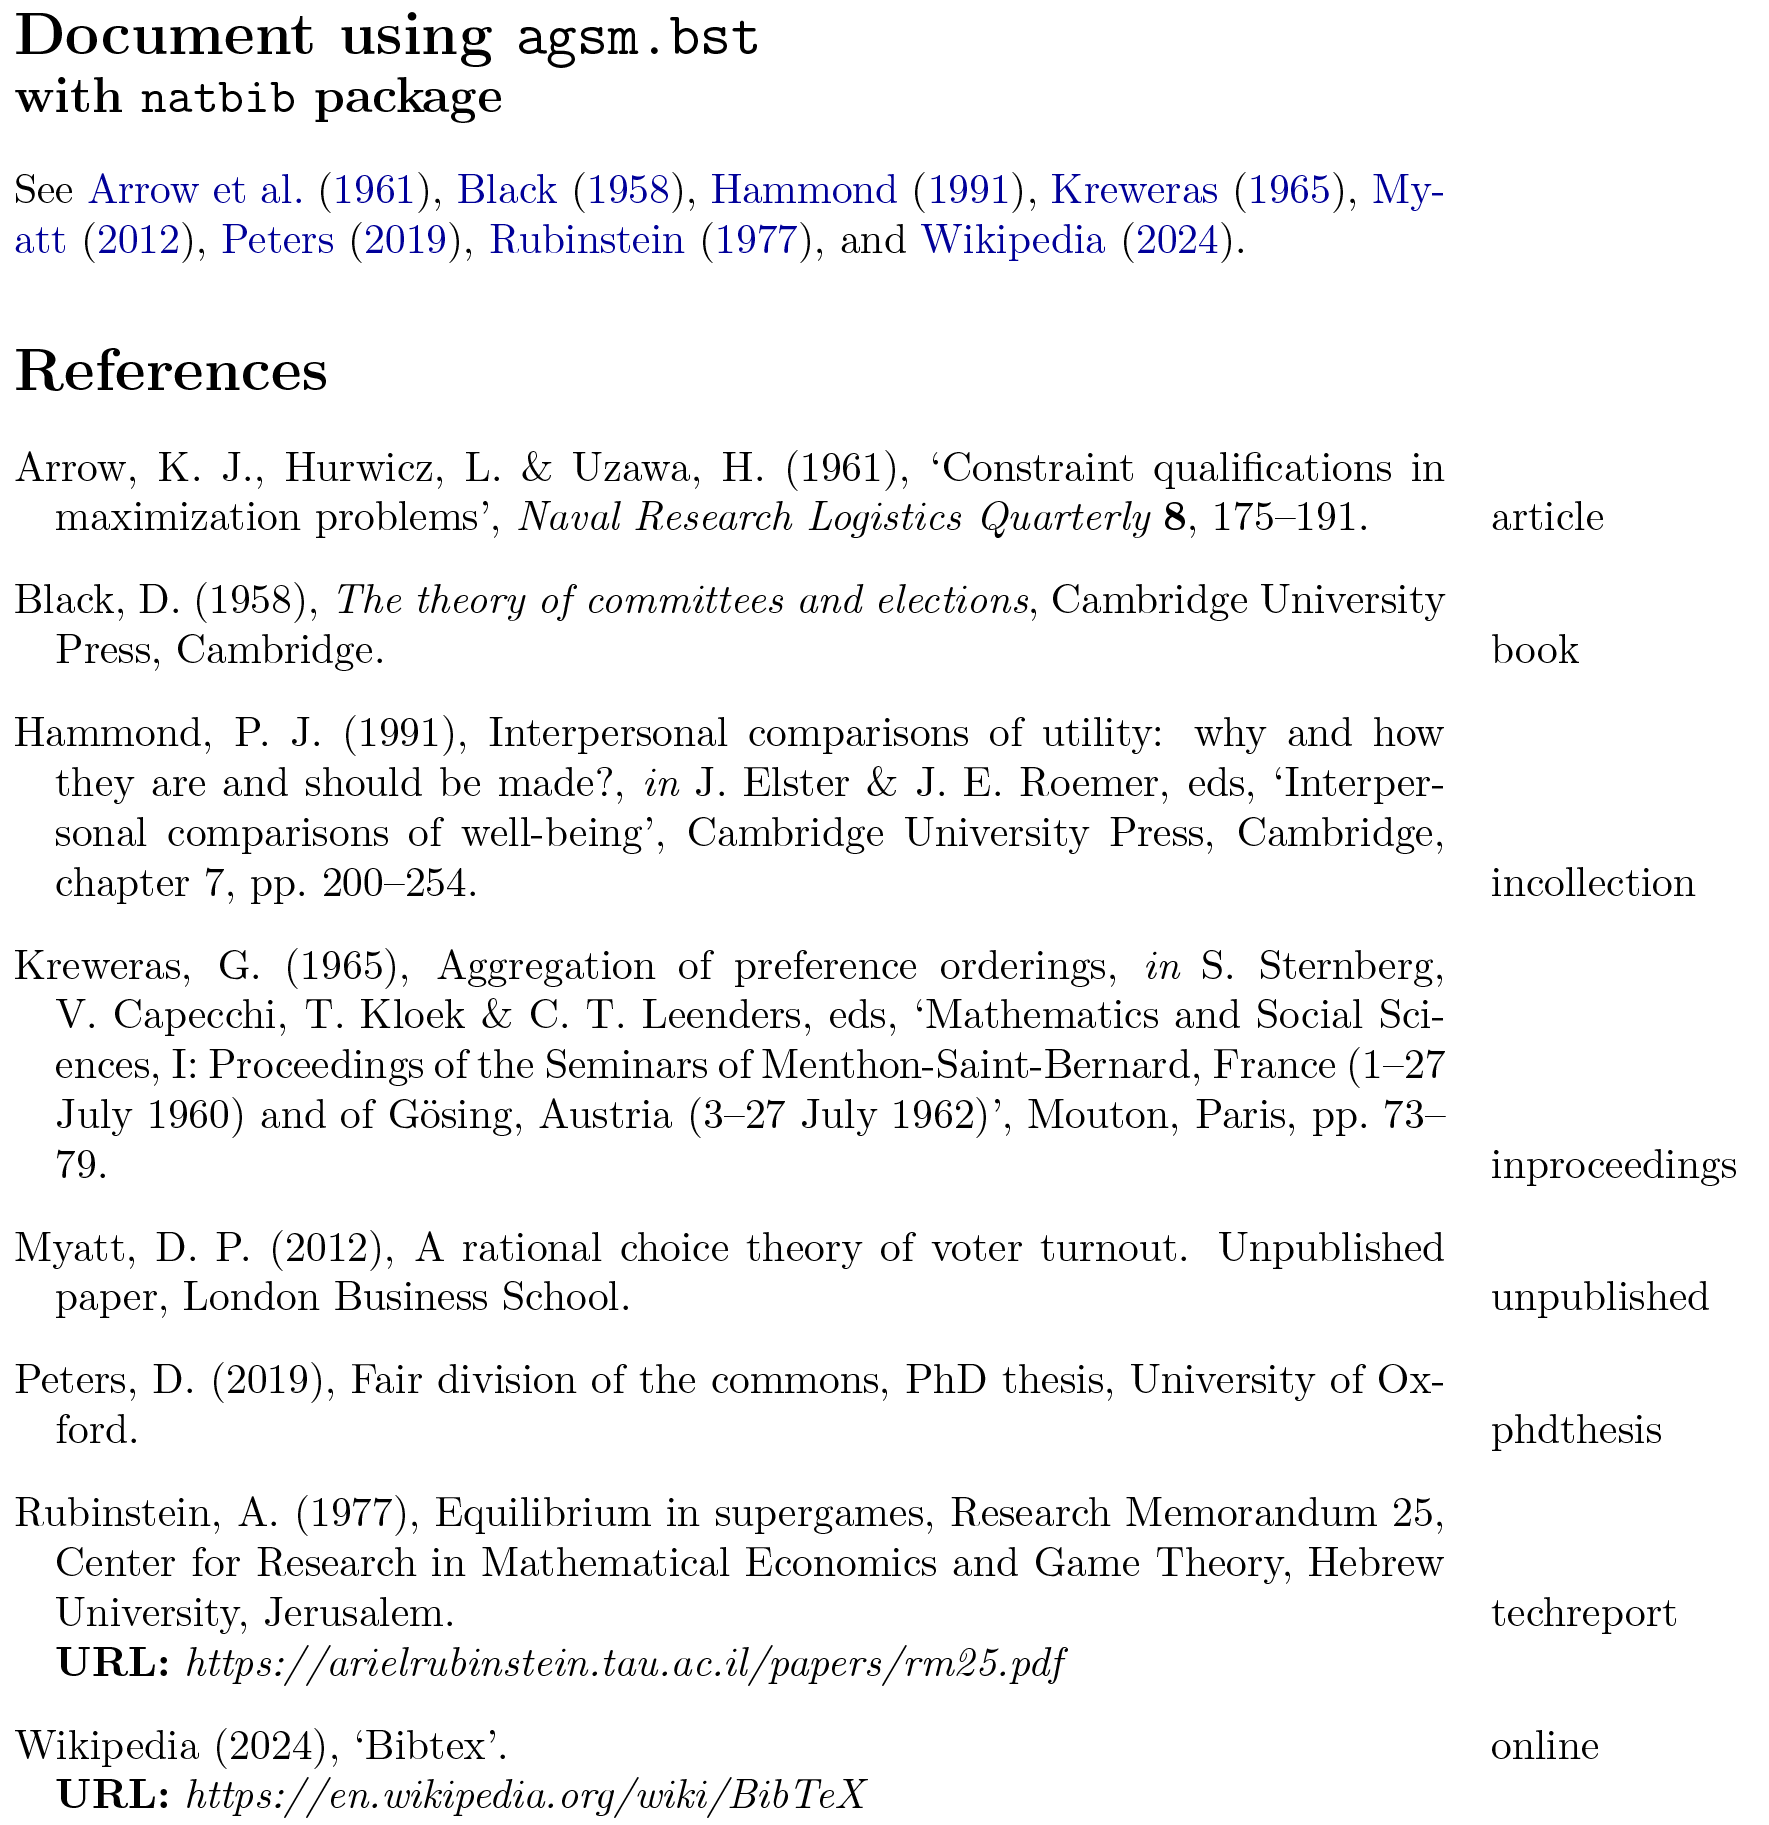 Document using agsm.bst
with natbib package
See Arrow et al. (1961), Black (1958), Hammond (1991), Kreweras (1965), My-
att (2012), Peters (2019), Rubinstein (1977), and Wikipedia (2024).
References
Arrow, K. J., Hurwicz, L. & Uzawa, H. (1961), ‘Constraint qualifications in
maximization problems’, Naval Research Logistics Quarterly 8, 175–191. article
Black, D. (1958), The theory of committees and elections, Cambridge University
Press, Cambridge. book
Hammond, P. J. (1991), Interpersonal comparisons of utility: why and how
they are and should be made?, in J. Elster & J. E. Roemer, eds, ‘Interper-
sonal comparisons of well-being’, Cambridge University Press, Cambridge,
chapter 7, pp. 200–254. incollection
Kreweras, G. (1965), Aggregation of preference orderings, in S. Sternberg,
V. Capecchi, T. Kloek & C. T. Leenders, eds, ‘Mathematics and Social Sci-
ences, I: Proceedings of the Seminars of Menthon-Saint-Bernard, France (1–27
July 1960) and of Gösing, Austria (3–27 July 1962)’, Mouton, Paris, pp. 73–
79. inproceedings
Myatt, D. P. (2012), A rational choice theory of voter turnout. Unpublished
paper, London Business School. unpublished
Peters, D. (2019), Fair division of the commons, PhD thesis, University of Ox-
ford. phdthesis
Rubinstein, A. (1977), Equilibrium in supergames, Research Memorandum 25,
Center for Research in Mathematical Economics and Game Theory, Hebrew
University, Jerusalem. techreport
URL: https://arielrubinstein.tau.ac.il/papers/rm25.pdf
Wikipedia (2024), ‘Bibtex’. online
URL: https://en.wikipedia.org/wiki/BibTeX